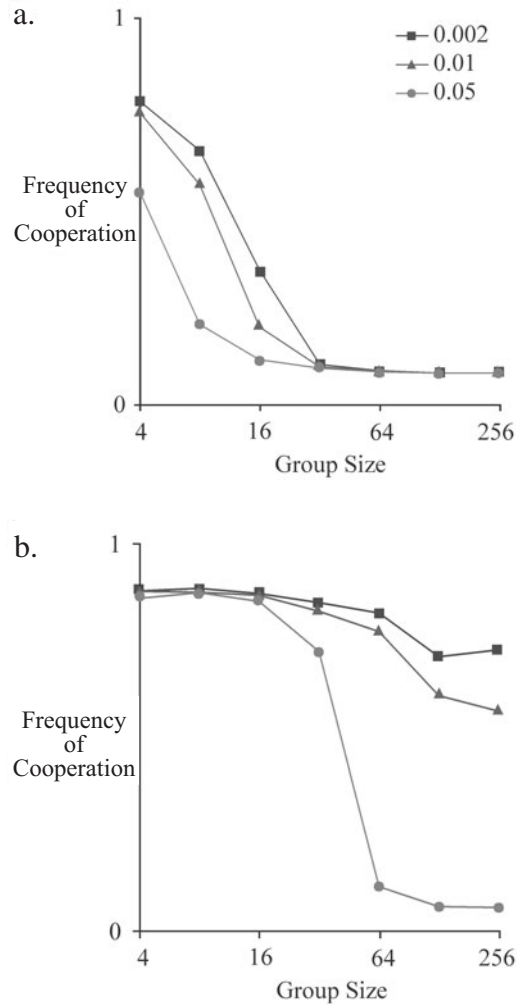 a.
1
0.002
0.01
0.05
Frequency
of
Cooperation
0
4 16 64 256
Group Size
b.
1
Frequency
of
Cooperation
0
4 16 64 256
Group Size